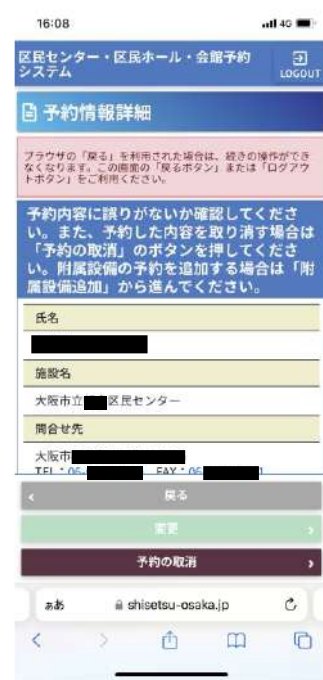 16:08
4G
区民センター・区民ホール・会館予約
システム
LOGOUT
予約情報詳細
ブラウザの「戻る」を利用された場合は、続きの操作ができ
なくなります。この画面の「戻るボタン」または「ログアウ
トボタン」をご利用ください。
予約内容に誤りがないか確認してくださ
い。また、予約した内容を取り消す場合は
「予約の取消」のボタンを押してくださ
い。附属設備の予約を追加する場合は「附
属設備追加」から進んでください。
氏名
施設名
大阪市立 区民センター
問合せ先
大阪市
TEL：06- FAX：06 1
戻る
変更
予約の取消
ぁあ shisetsu-osaka.jp